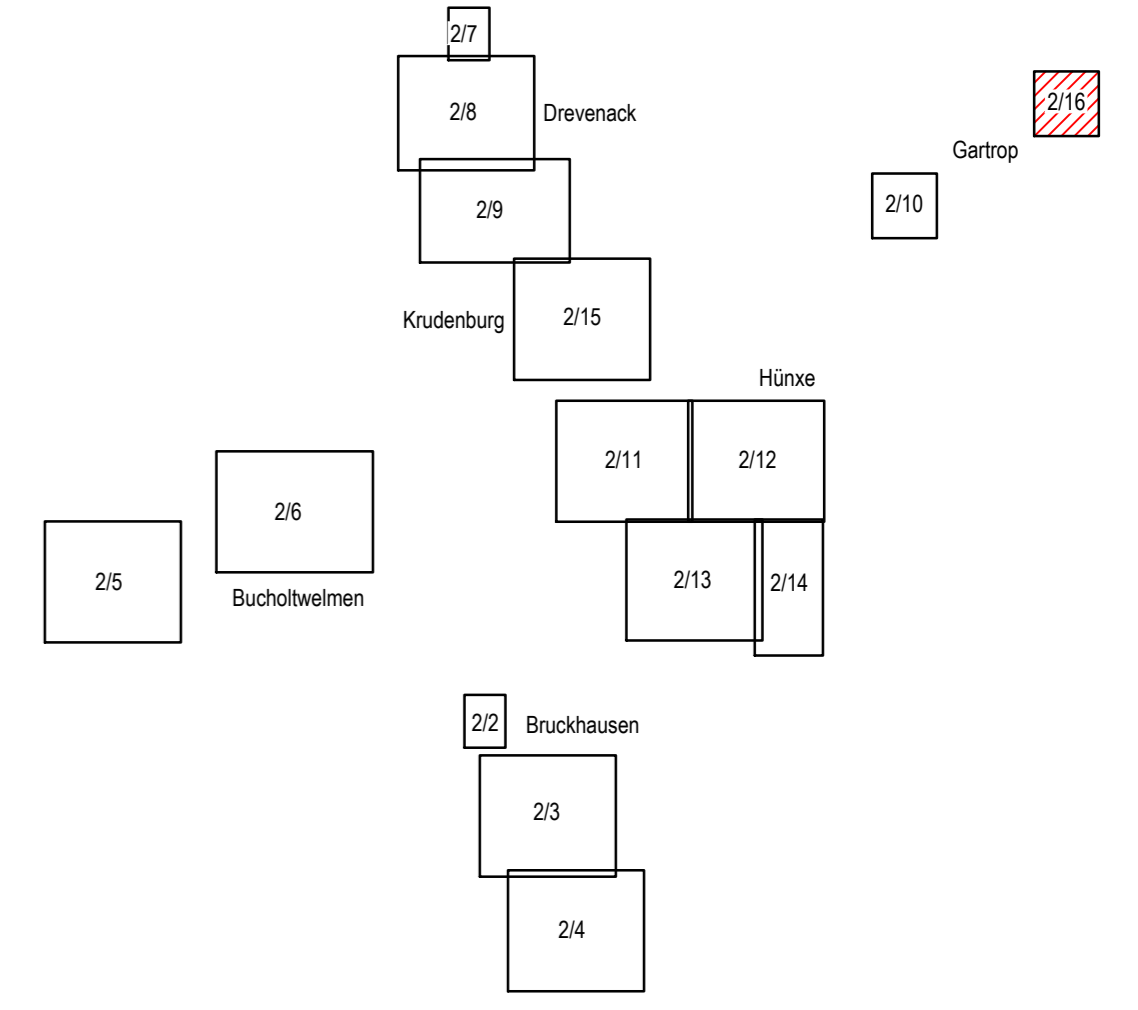 2/7
2/16
2/8
Drevenack
Gartrop
2/10
2/9
2/15
Krudenburg
Hünxe
2/11
2/12
2/6
2/5
2/13
2/14
Bucholtwelmen
2/2
Bruckhausen
2/3
2/4